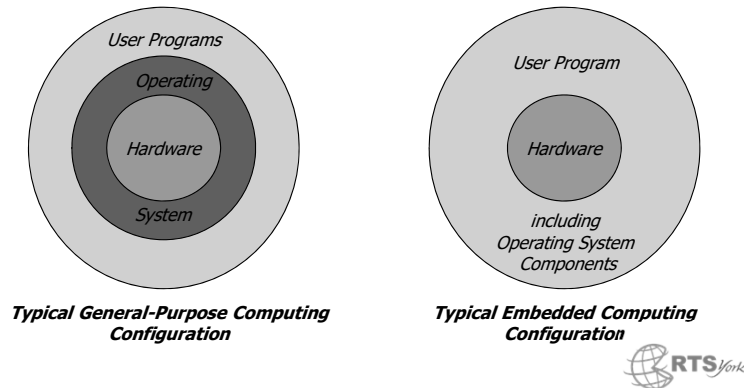 User Programs
Operating
Hardware
System
Typical General-Purpose Computing
Configuration
User Program
Hardware
including
Operating System
Components
Typical Embedded Computing
Configuration
RTS York